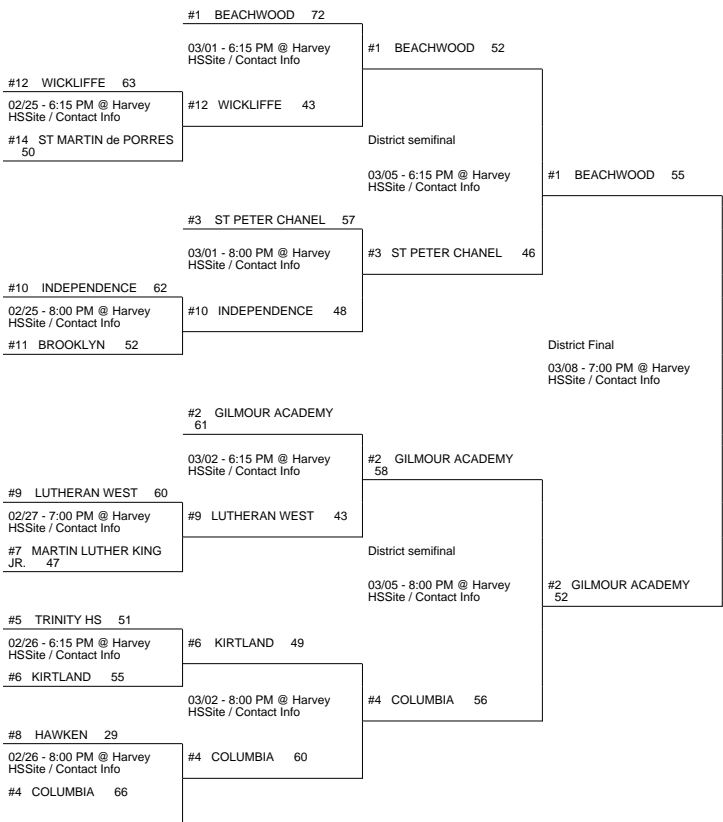 #1 BEACHWOOD 72
03/01 - 6:15 PM @ Harvey
HSSite / Contact Info
#1 BEACHWOOD 52
#12 WICKLIFFE 63
02/25 - 6:15 PM @ Harvey
HSSite / Contact Info
#12 WICKLIFFE 43
#14 ST MARTIN de PORRES
50
District semifinal
03/05 - 6:15 PM @ Harvey
HSSite / Contact Info
#1 BEACHWOOD 55
#3 ST PETER CHANEL 57
03/01 - 8:00 PM @ Harvey
HSSite / Contact Info
#3 ST PETER CHANEL 46
#10 INDEPENDENCE 62
02/25 - 8:00 PM @ Harvey
HSSite / Contact Info
#10 INDEPENDENCE 48
#11 BROOKLYN 52
District Final
03/08 - 7:00 PM @ Harvey
HSSite / Contact Info
#2 GILMOUR ACADEMY
61
03/02 - 6:15 PM @ Harvey
HSSite / Contact Info
#2 GILMOUR ACADEMY
58
#9 LUTHERAN WEST 60
02/27 - 7:00 PM @ Harvey
HSSite / Contact Info
#9 LUTHERAN WEST 43
#7 MARTIN LUTHER KING
JR. 47
District semifinal
03/05 - 8:00 PM @ Harvey
HSSite / Contact Info
#2 GILMOUR ACADEMY
52
#5 TRINITY HS 51
02/26 - 6:15 PM @ Harvey
HSSite / Contact Info
#6 KIRTLAND 49
#6 KIRTLAND 55
03/02 - 8:00 PM @ Harvey
HSSite / Contact Info
#4 COLUMBIA 56
#8 HAWKEN 29
02/26 - 8:00 PM @ Harvey
HSSite / Contact Info
#4 COLUMBIA 60
#4 COLUMBIA 66